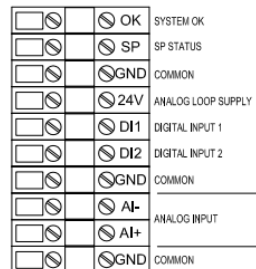 OK SYSTEM OK
SP SP STATUS
GND COMMON
24V ANALOG LOOP SUPPLY
DI1 DIGITAL INPUT 1
DI2 DIGITAL INPUT 2
GND COMMON
AI-
ANALOG INPUT
AI+
GND COMMON